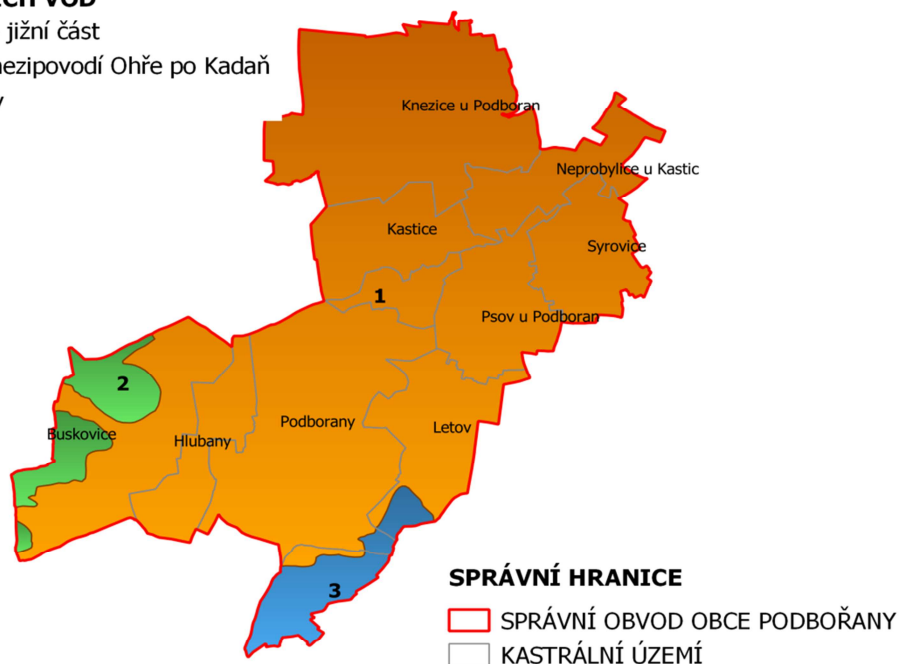 jižní část
mezipovodí Ohře po Kadaň
Knezice u Podboran
Neprobylice u Kastic
Kastice
Syrovice
1
Psov u Podboran
2
Podborany
Letov
Buskovice
Hlubany
3
SPRÁVNÍ HRANICE
SPRÁVNÍ OBVOD OBCE PODBOŘANY
KASTRÁLNÍ ÚZEMÍ